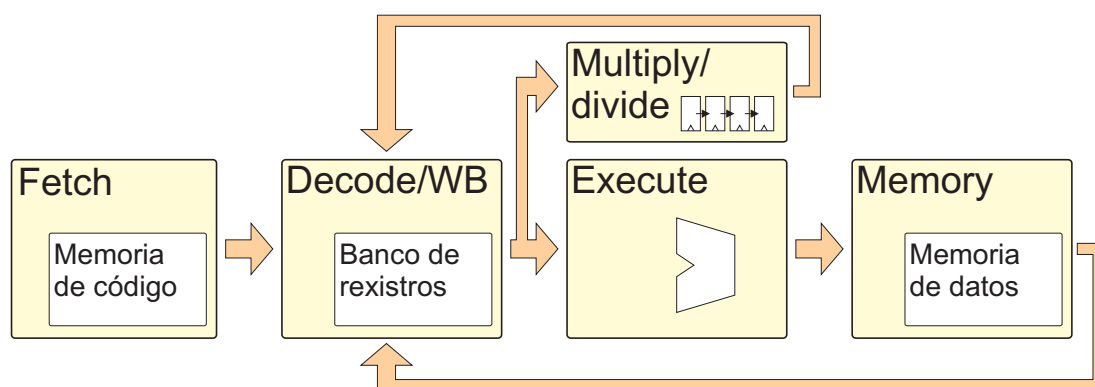 Multiply/
divide
Fetch
Memoria
de código
Decode/WB
Banco de
rexistros
Execute
Memory
Memoria
de datos